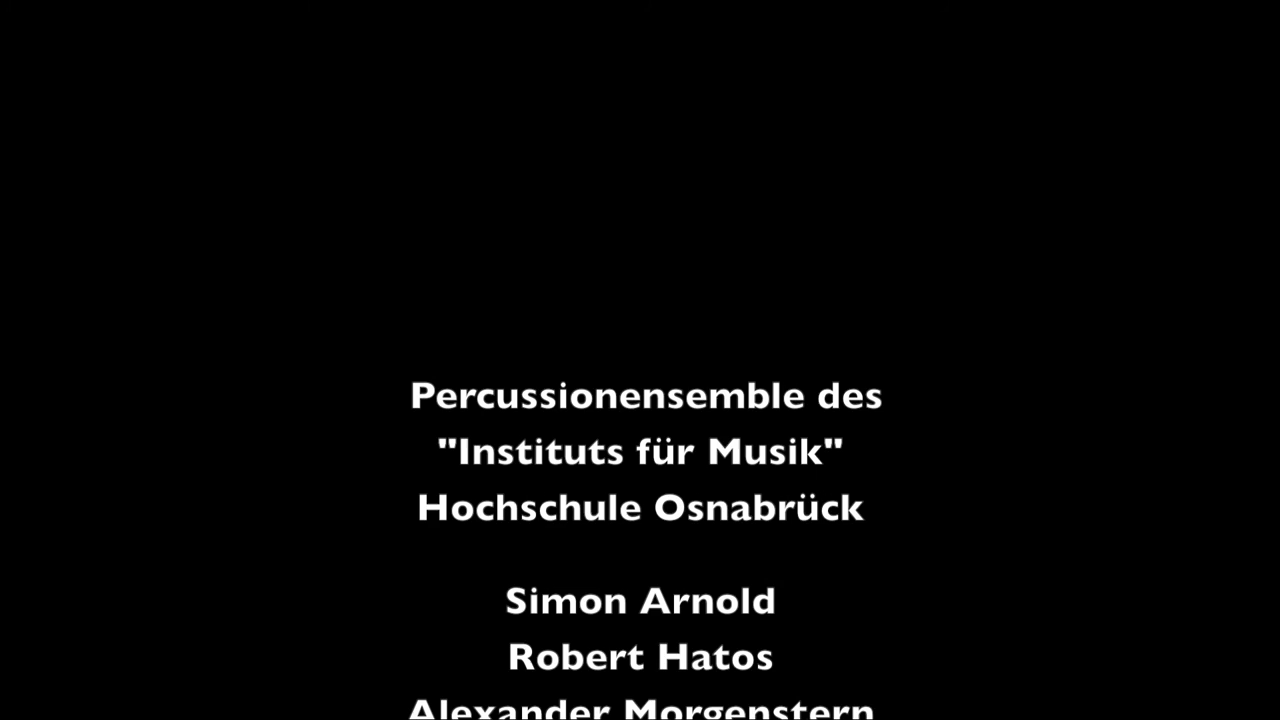 Percussionensemble des
"Instituts für Musik"
Hochschule Osnabrück
Simon Arnold
Robert Hatos
Alexander Morgenstern